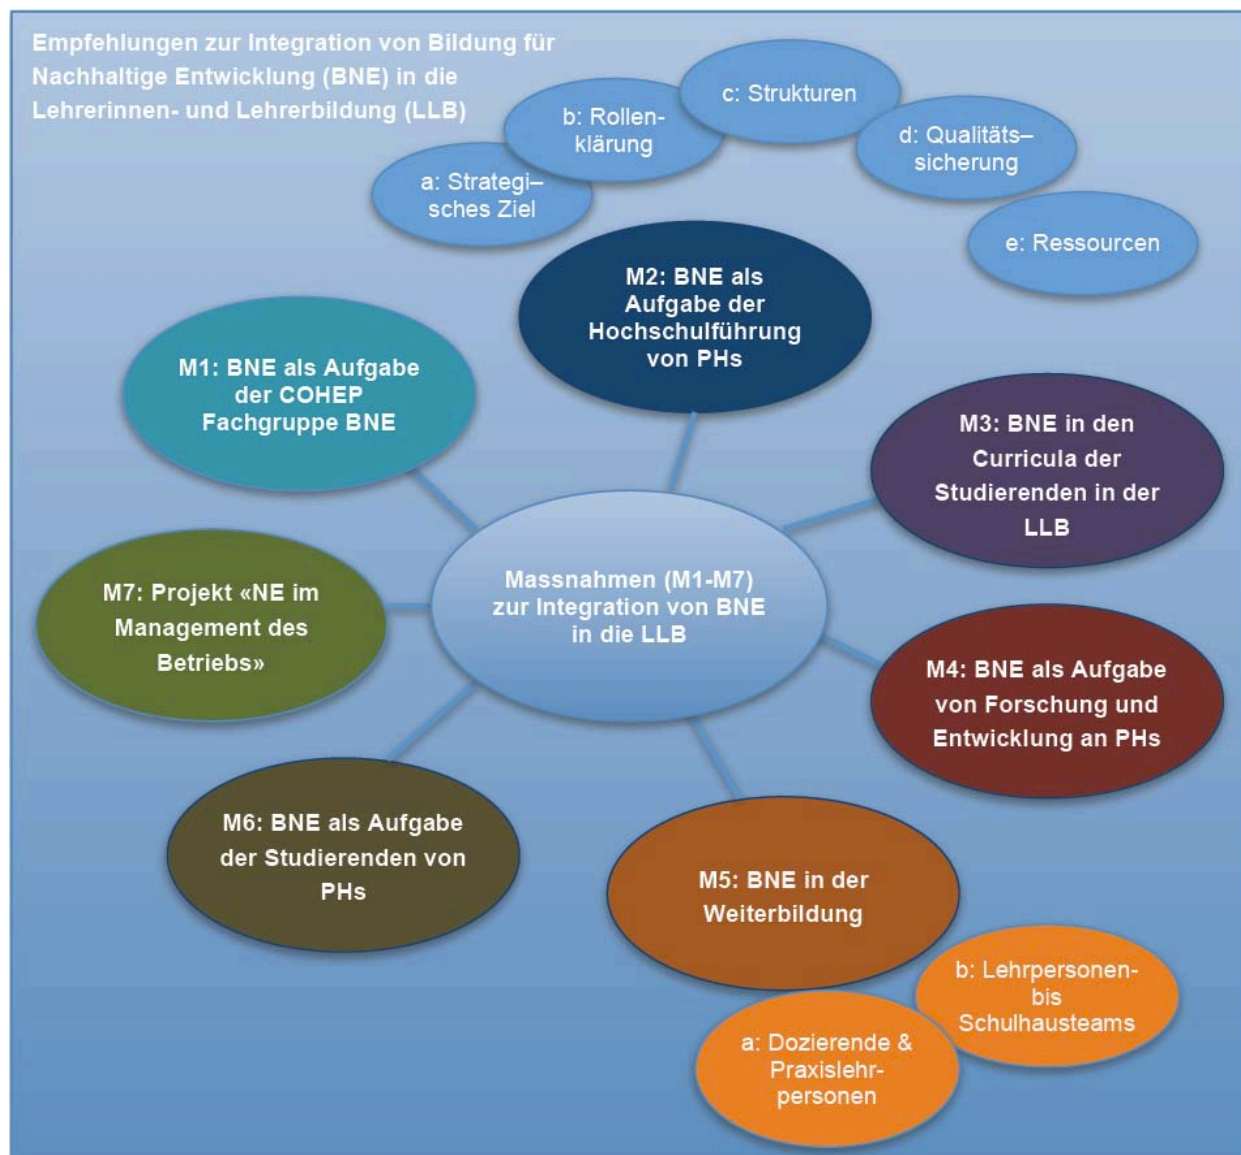 Empfehlungen zur Integration von Bildung für
Nachhaltige Entwicklung (BNE) in die
Lehrerinnen- und Lehrerbildung (LLB)
a: Strategi–
sches Ziel
b: Rollen-
klärung
c: Strukturen
d: Qualitäts–
sicherung
e: Ressourcen
M2: BNE als
Aufgabe der
Hochschulführung
von PHs
M1: BNE als Aufgabe
der COHEP
Fachgruppe BNE
M3: BNE in den
Curricula der
Studierenden in der
LLB
Massnahmen (M1-M7)
zur Integration von BNE
in die LLB
M7: Projekt «NE im
Management des
Betriebs»
M4: BNE als Aufgabe
von Forschung und
Entwicklung an PHs
M6: BNE als Aufgabe
der Studierenden von
PHs
M5: BNE in der
Weiterbildung
a: Dozierende &
Praxislehr-
personen
b: Lehrpersonen-
bis
Schulhausteams